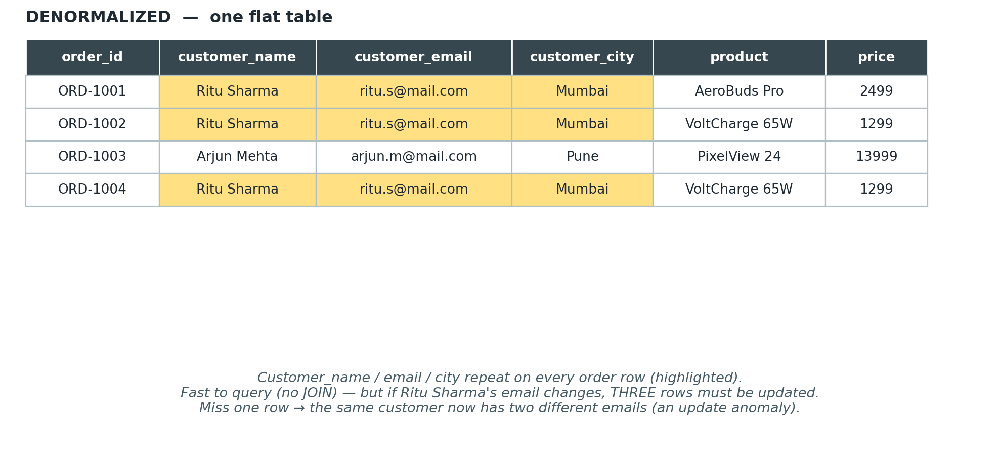 DENORMALIZED — one flat table
order_id customer_name customer_email customer_city product price
ORD-1001 Ritu Sharma ritu.s@mail.com Mumbai AeroBuds Pro 2499
ORD-1002 Ritu Sharma ritu.s@mail.com Mumbai VoltCharge 65W 1299
ORD-1003 Arjun Mehta arjun.m@mail.com Pune PixelView 24 13999
ORD-1004 Ritu Sharma ritu.s@mail.com Mumbai VoltCharge 65W 1299
Customer_name / email / city repeat on every order row (highlighted).
Fast to query (no JOIN) — but if Ritu Sharma's email changes, THREE rows must be updated.
Miss one row → the same customer now has two different emails (an update anomaly).